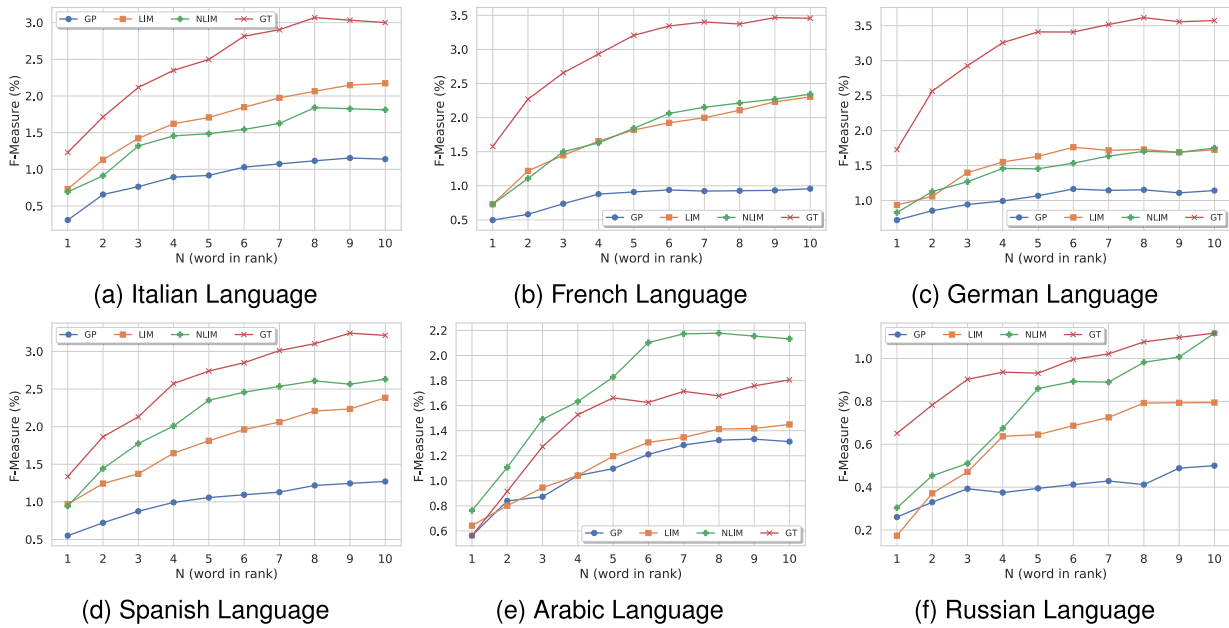 GP LIM NLIM GT
F-Measure (%)
3.0
2.5
2.0
1.5
1.0
0.5
1 2 3 4 5 6 7 8 9 10
N (word in rank)
(a) Italian Language
F-Measure (%)
3.5
3.0
2.5
2.0
1.5
1.0
0.5
GP LIM NLIM GT
1 2 3 4 5 6 7 8 9 10
N (word in rank)
(b) French Language
F-Measure (%)
3.5
3.0
2.5
2.0
1.5
1.0
GP LIM NLIM GT
1 2 3 4 5 6 7 8 9 10
N (word in rank)
(c) German Language
GP LIM NLIM GT
F-Measure (%)
3.0
2.5
2.0
1.5
1.0
0.5
1 2 3 4 5 6 7 8 9 10
N (word in rank)
(d) Spanish Language
F-Measure (%)
2.2
2.0
1.8
1.6
1.4
1.2
1.0
0.8
0.6
GP LIM NLIM GT
1 2 3 4 5 6 7 8 9 10
N (word in rank)
(e) Arabic Language
GP LIM NLIM GT
F-Measure (%)
1.0
0.8
0.6
0.4
0.2
1 2 3 4 5 6 7 8 9 10
N (word in rank)
(f) Russian Language